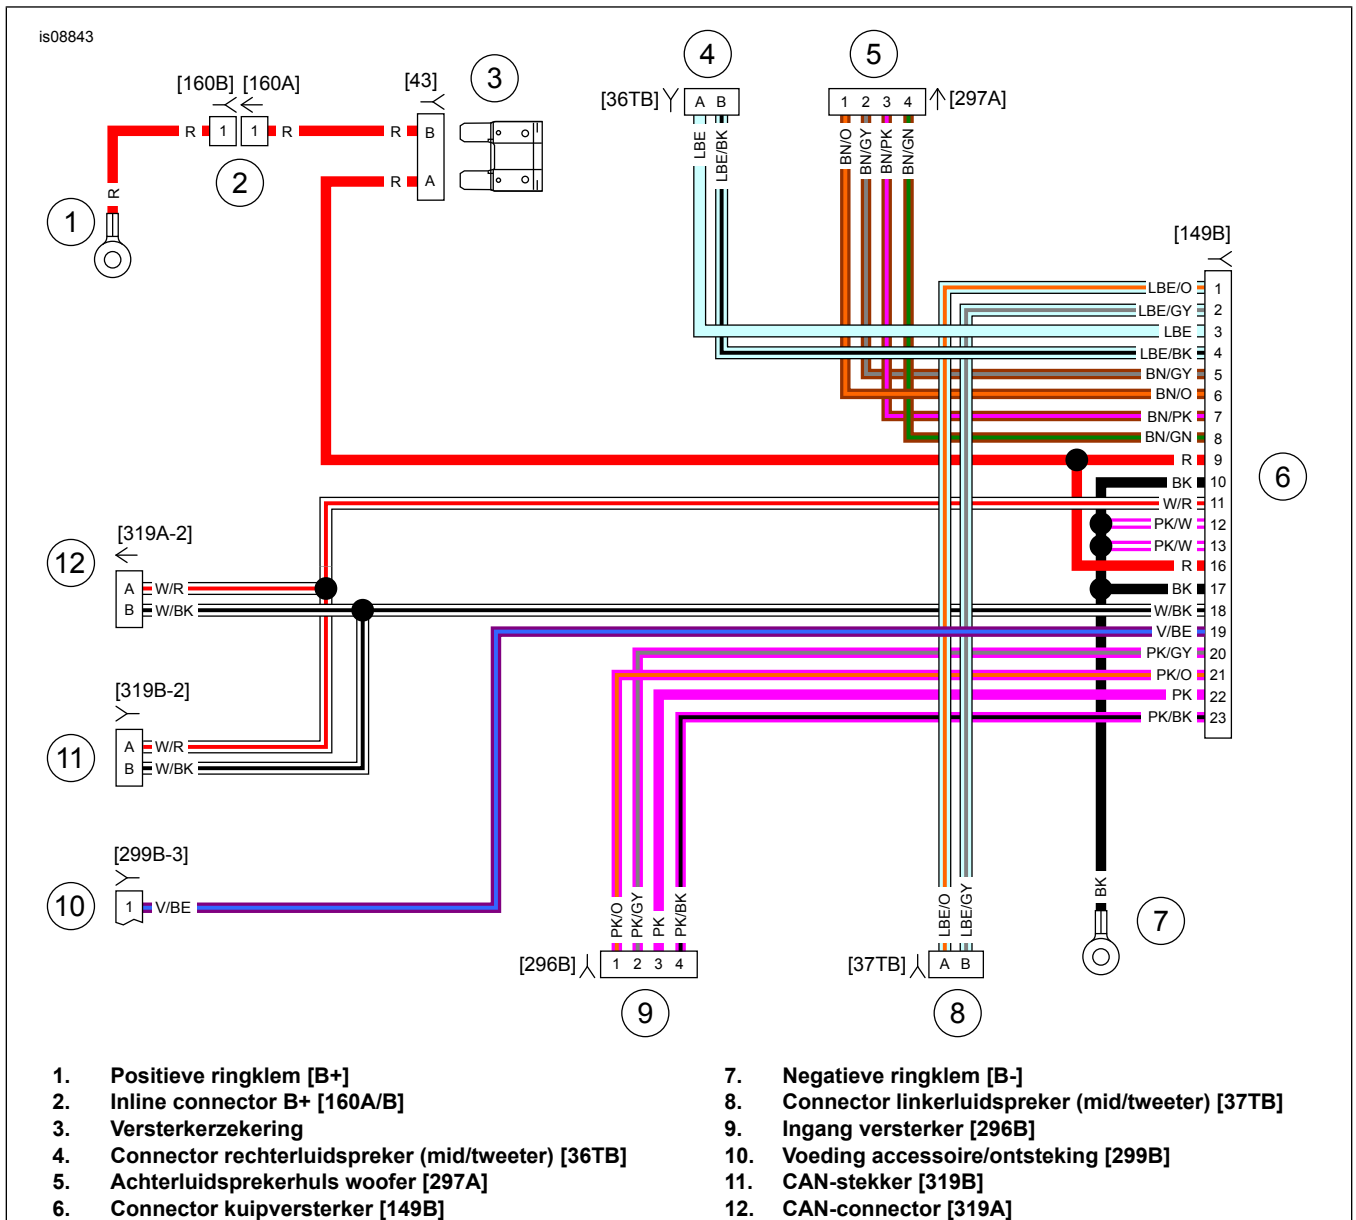 is08843
[160B] [160A] [43] 3
4 5
[36TB] A B
1 2 3 4 [297A]
R 1 1 R R B
R A
R
1
2
LBE LBE/BK
BN/O BN/GY BN/PK BN/GN
[149B]
LBE/O 1
LBE/GY 2
LBE 3
LBE/BK 4
BN/GY 5
BN/O 6
BN/PK 7
BN/GN 8
R 9
BK 10
W/R 11
PK/W 12
PK/W 13
R 16
BK 17
W/BK 18
V/BE 19
PK/GY 20
PK/O 21
PK 22
PK/BK 23
6
[319A-2]
12
A W/R
B W/BK
[319B-2]
11
A W/R
B W/BK
[299B-3]
10
1 V/BE
PK/O PK/GY PK PK/BK
[296B] 1 2 3 4
9
LBE/O LBE/GY
[37TB] A B
8
BK
7
1. Positieve ringklem [B+]
2. Inline connector B+ [160A/B]
3. Versterkerzekering
4. Connector rechterluidspreker (mid/tweeter) [36TB]
5. Achterluidsprekerhuls woofer [297A]
6. Connector kuipversterker [149B]
7. Negatieve ringklem [B-]
8. Connector linkerluidspreker (mid/tweeter) [37TB]
9. Ingang versterker [296B]
10. Voeding accessoire/ontsteking [299B]
11. CAN-stekker [319B]
12. CAN-connector [319A]